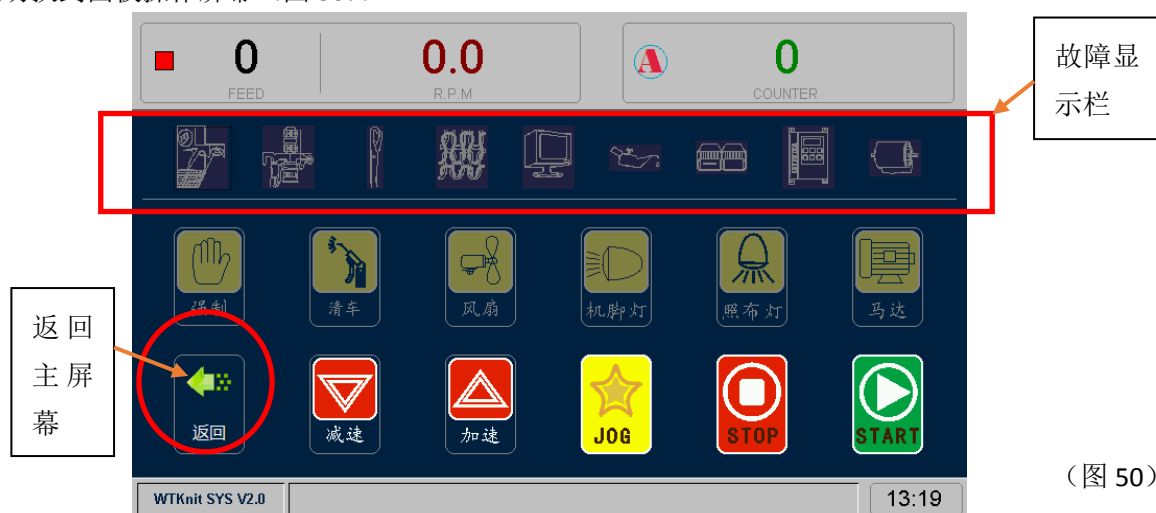 0
FEED
0.0
R.P.M
A
0
COUNTER
故障显
示栏
强制
清车
风扇
机脚灯
照布灯
马达
返回
主屏
幕
返回
减速
加速
JOG
STOP
START
（图 50）
WTKnit SYS V2.0
13:19